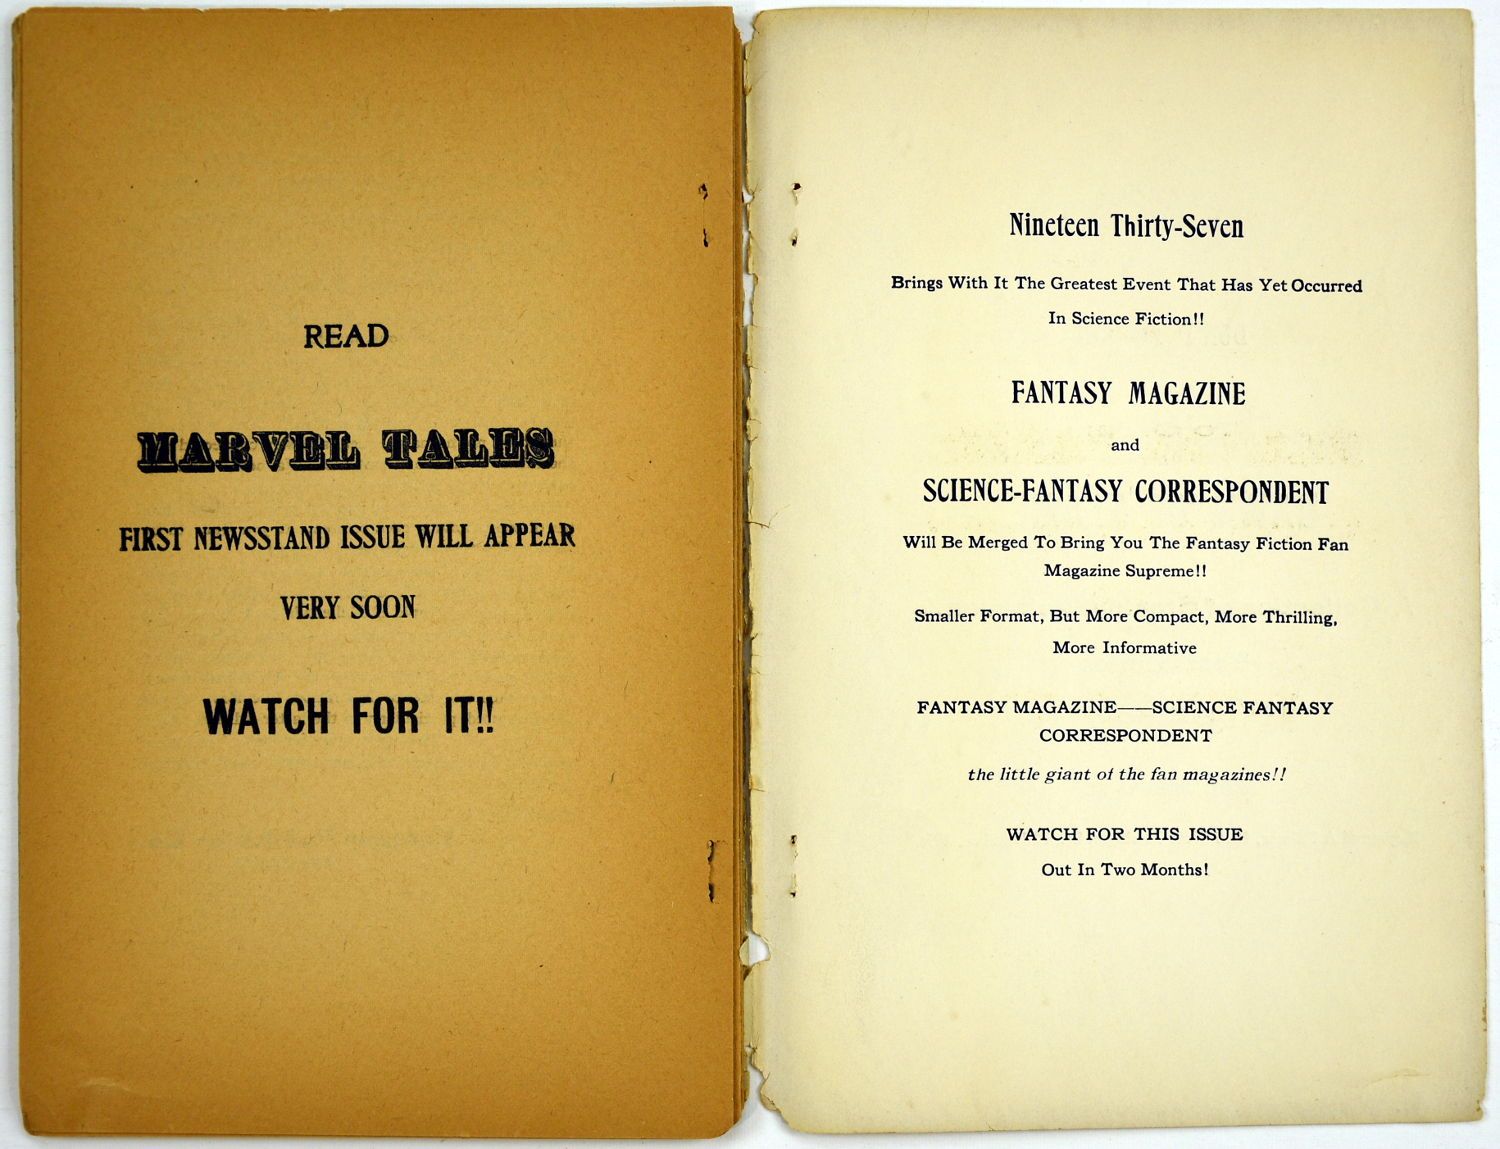 READ
MARVEL TALES
FIRST NEWSSTAND ISSUE WILL APPEAR
VERY SOON
WATCH FOR IT!!
Nineteen Thirty-Seven
Brings With It The Greatest Event That Has Yet Occurred
In Science Fiction!!
FANTASY MAGAZINE
and
SCIENCE-FANTASY CORRESPONDENT
Will Be Merged To Bring You The Fantasy Fiction Fan
Magazine Supreme!!
Smaller Format, But More Compact, More Thrilling,
More Informative
FANTASY MAGAZINE——SCIENCE FANTASY
CORRESPONDENT
the little giant of the fan magazines!!
WATCH FOR THIS ISSUE
Out In Two Months!